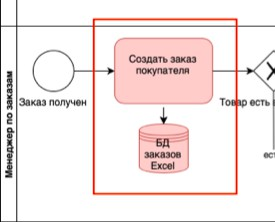 Менеджер по заказам
Заказ получен
Создать заказ
покупателя
БД
заказов
Excel
Товар есть